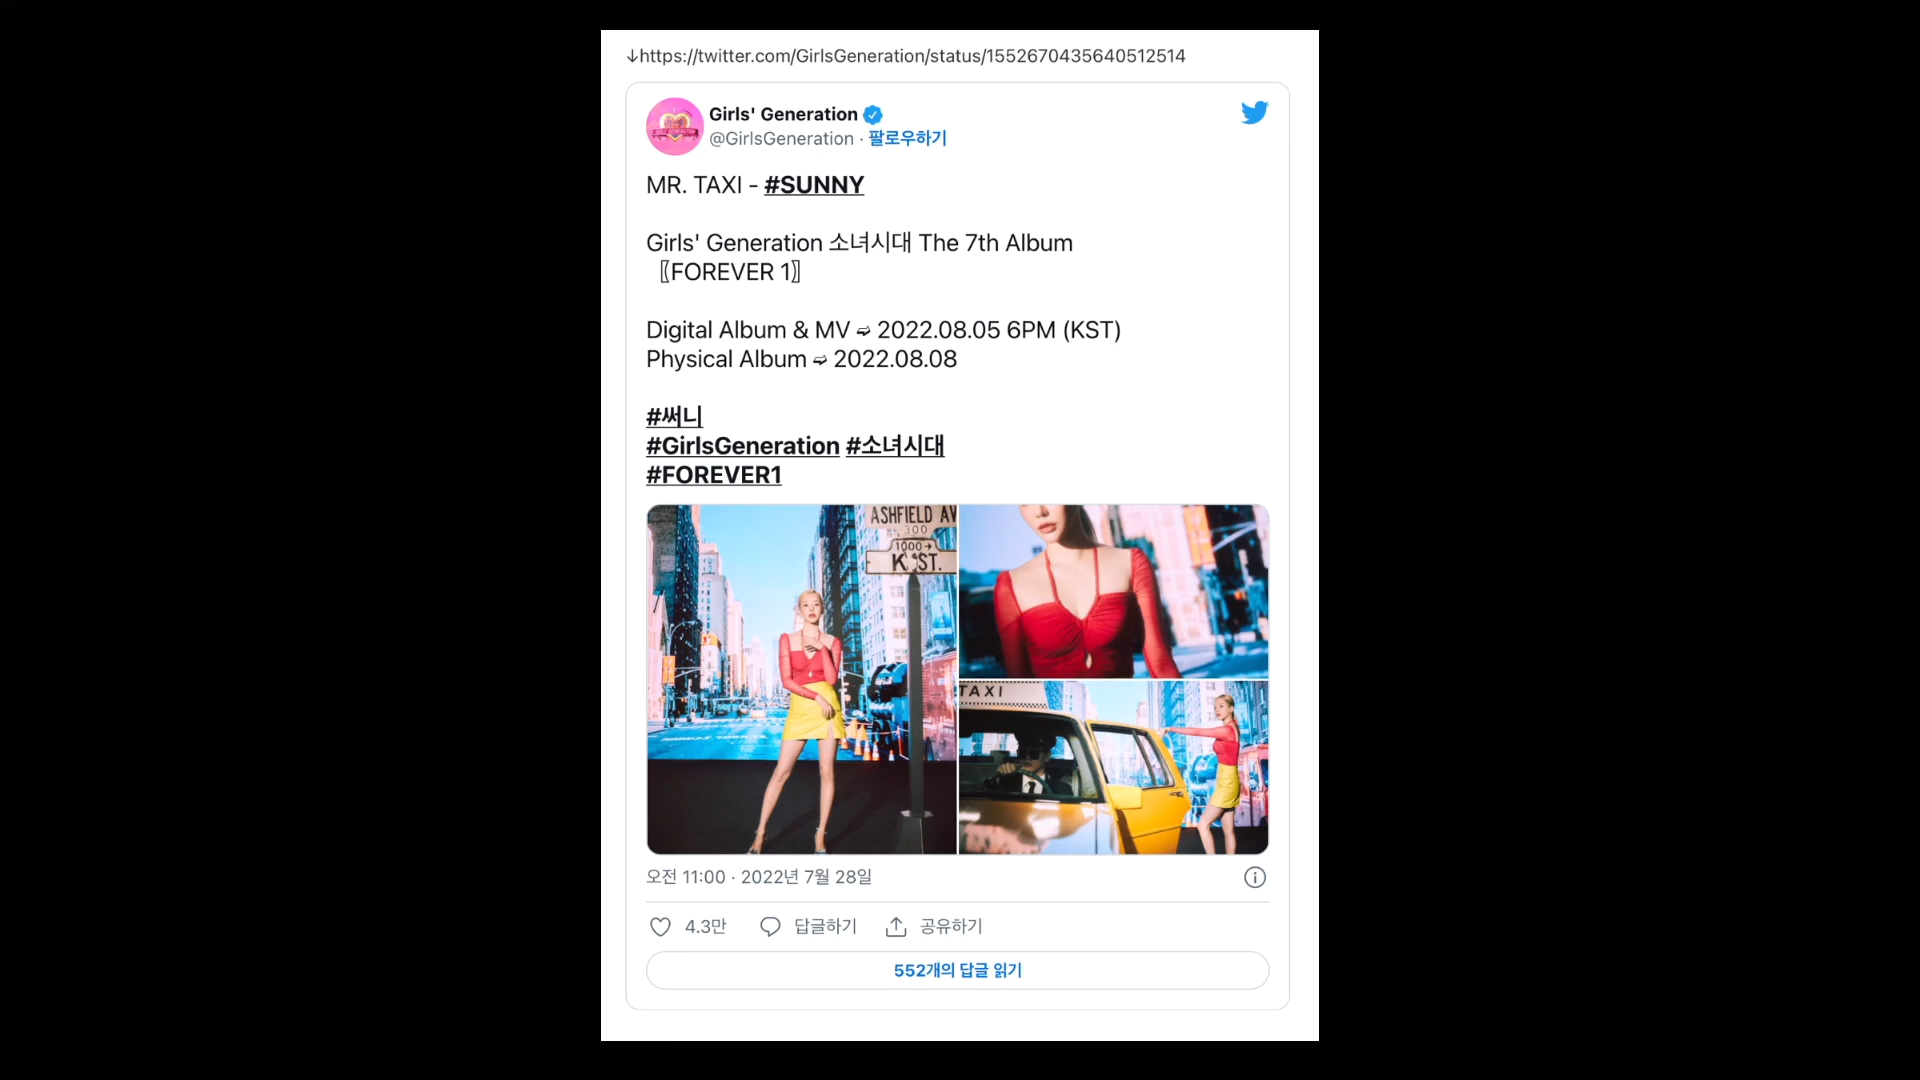 ↓https://twitter.com/GirlsGeneration/status/1552670435640512514
Girls' Generation
@GirlsGeneration · 팔로우하기
MR. TAXI - #SUNNY
Girls' Generation 소녀시대 The 7th Album
〖FOREVER 1〗
Digital Album & MV ➫ 2022.08.05 6PM (KST)
Physical Album ➫ 2022.08.08
#써니
#GirlsGeneration #소녀시대
#FOREVER1
ASHFIELD AV
300
1000→
K ST.
TAXI
오전 11:00 · 2022년 7월 28일
4.3만 답글하기 공유하기
552개의 답글 읽기